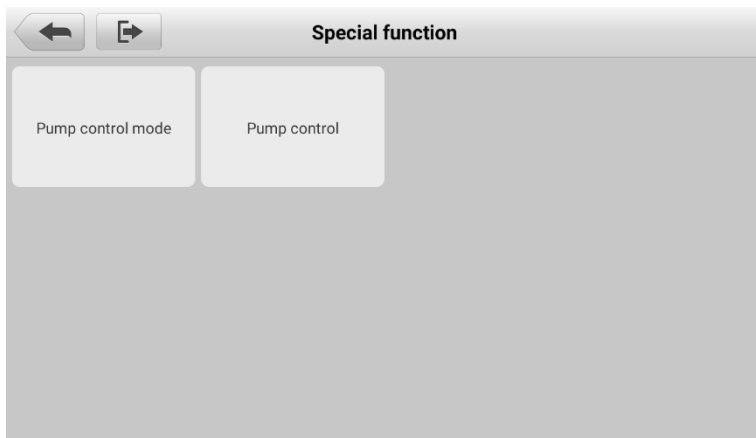 Special function
Pump control mode
Pump control